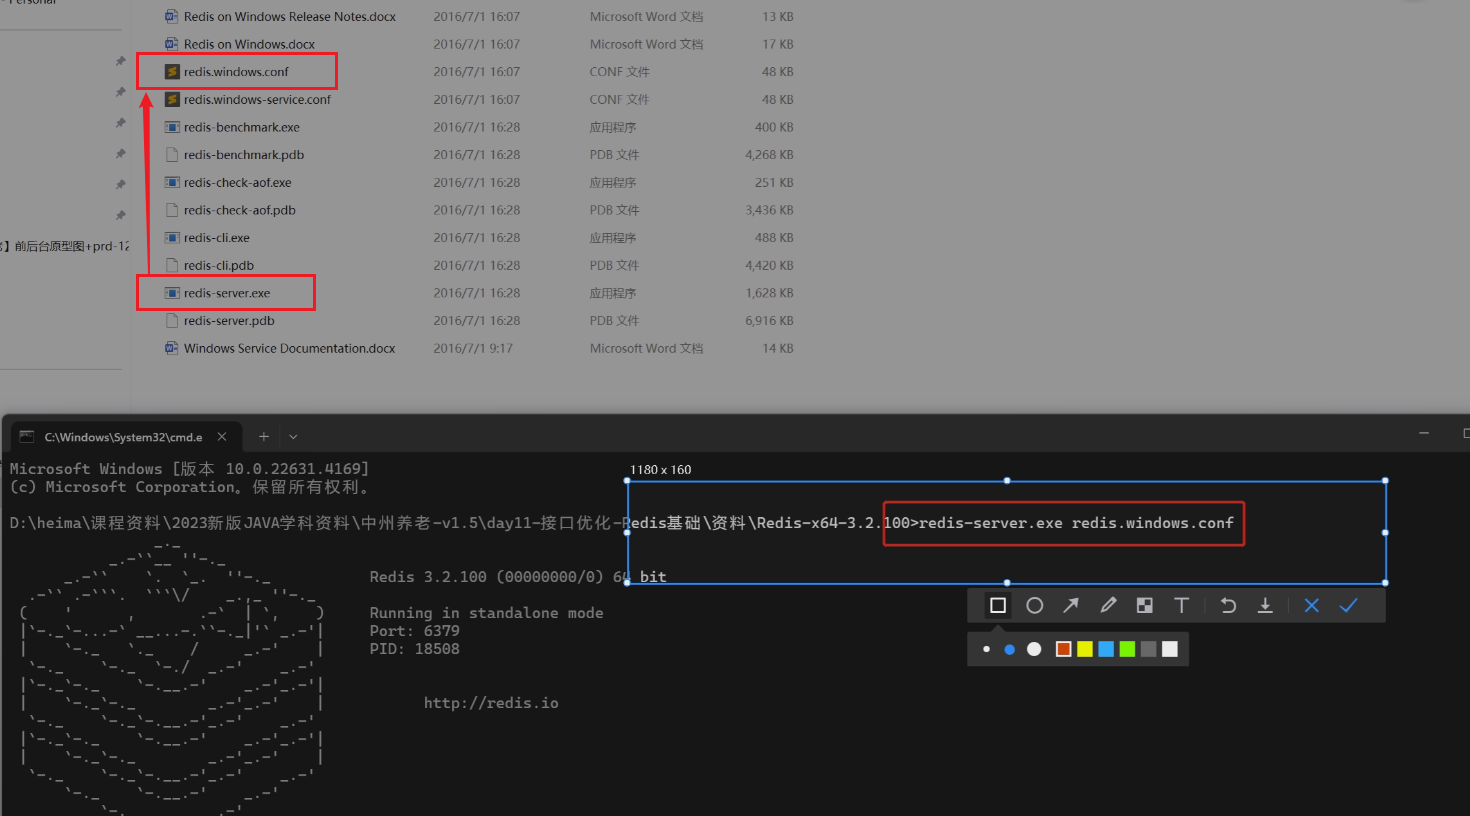 Redis on Windows Release Notes.docx 2016/7/1 16:07 Microsoft Word 文档 13 KB
Redis on Windows.docx 2016/7/1 16:07 Microsoft Word 文档 17 KB
redis.windows.conf 2016/7/1 16:07 CONF 文件 48 KB
redis.windows-service.conf 2016/7/1 16:07 CONF 文件 48 KB
redis-benchmark.exe 2016/7/1 16:28 应用程序 400 KB
redis-benchmark.pdb 2016/7/1 16:28 PDB 文件 4,268 KB
redis-check-aof.exe 2016/7/1 16:28 应用程序 251 KB
redis-check-aof.pdb 2016/7/1 16:28 PDB 文件 3,436 KB
redis-cli.exe 2016/7/1 16:28 应用程序 488 KB
】前后台原型图+prd-12
redis-cli.pdb 2016/7/1 16:28 PDB 文件 4,420 KB
redis-server.exe 2016/7/1 16:28 应用程序 1,628 KB
redis-server.pdb 2016/7/1 16:28 PDB 文件 6,916 KB
Windows Service Documentation.docx 2016/7/1 9:17 Microsoft Word 文档 14 KB
C:\Windows\System32\cmd.e
Microsoft Windows [版本 10.0.22631.4169]
1180 x 160
(c) Microsoft Corporation。保留所有权利。
D:\heima\课程资料\2023新版JAVA学科资料\中州养老-v1.5\day11-接口优化-Redis基础\资料\Redis-x64-3.2.100>redis-server.exe redis.windows.conf
Redis 3.2.100 (00000000/0) 64 bit
Running in standalone mode
Port: 6379
PID: 18508
http://redis.io